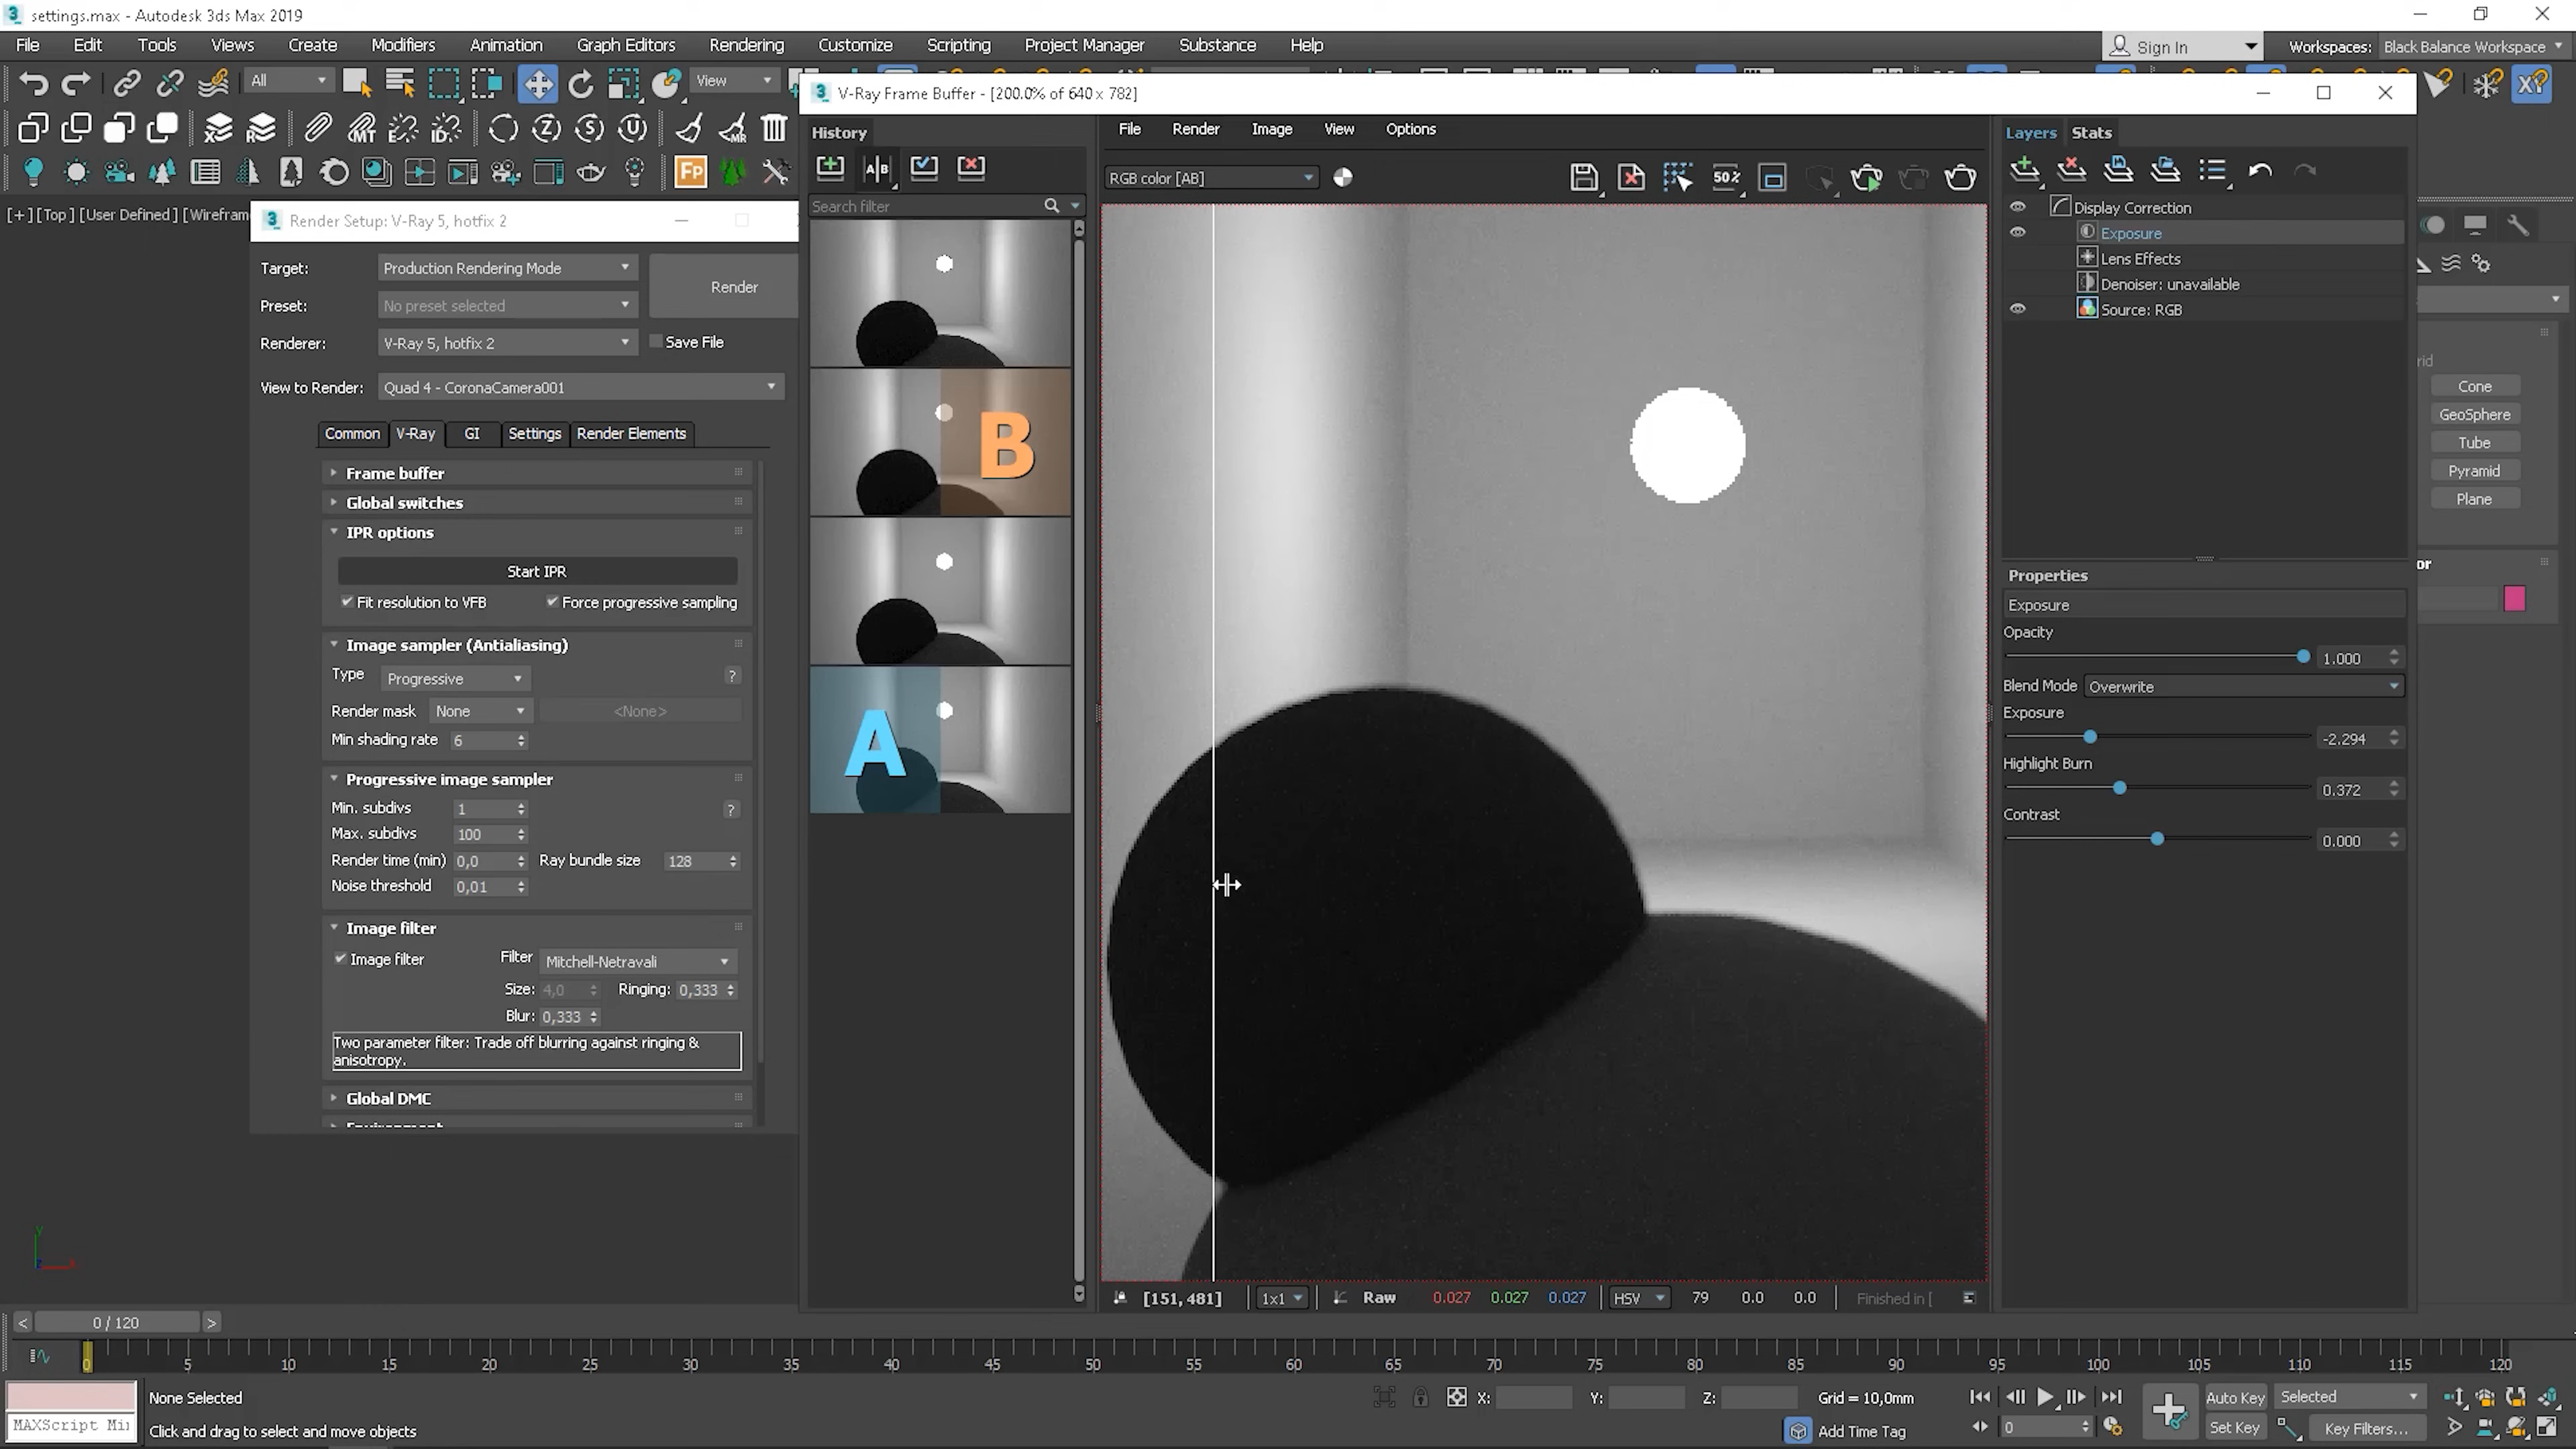 settings.max - Autodesk 3ds Max 2019
File Edit Tools Views Create Modifiers Animation Graph Editors Rendering Customize Scripting Project Manager Substance Help
Sign In
Workspaces: Black Balance Workspace
All
View
V-Ray Frame Buffer - [200.0% of 640 x 782]
[+] [Top] [User Defined] [Wirefram
Render Setup: V-Ray 5, hotfix 2
Target: Production Rendering Mode
Preset: No preset selected
Render
Renderer: V-Ray 5, hotfix 2
Save File
View to Render: Quad 4 - CoronaCamera001
Common V-Ray GI Settings Render Elements
Frame buffer
Global switches
IPR options
Start IPR
Fit resolution to VFB Force progressive sampling
Image sampler (Antialiasing)
Type Progressive ?
Render mask None <None>
Min shading rate 6
Progressive image sampler
Min. subdivs 1 ?
Max. subdivs 100
Render time (min) 0,0 Ray bundle size 128
Noise threshold 0,01
Image filter
Image filter Filter Mitchell-Netravali
Size: 4,0 Ringing: 0,333
Blur: 0,333
Two parameter filter: Trade off blurring against ringing &
anisotropy.
Global DMC
History
A|B
Search filter
B
A
File Render Image View Options
RGB color [AB]
50%
[151, 481] 1x1 Raw 0.027 0.027 0.027 HSV 79 0.0 0.0 Finished in [
Layers Stats
Display Correction
Exposure
Lens Effects
Denoiser: unavailable
Source: RGB
Properties
Exposure
Opacity
1.000
Blend Mode Overwrite
Exposure
-2.294
Highlight Burn
0.372
Contrast
0.000
rid
Cone
GeoSphere
Tube
Pyramid
Plane
or
< 0 / 120 >
0 5 10 15 20 25 30 35 40 45 50 55 60 65 70 75 80 85 90 95 100 105 110 115 120
None Selected
X: Y: Z: Grid = 10,0mm
Auto Key Selected
MAXScript Mi
Click and drag to select and move objects
Add Time Tag
0
Set Key Key Filters...